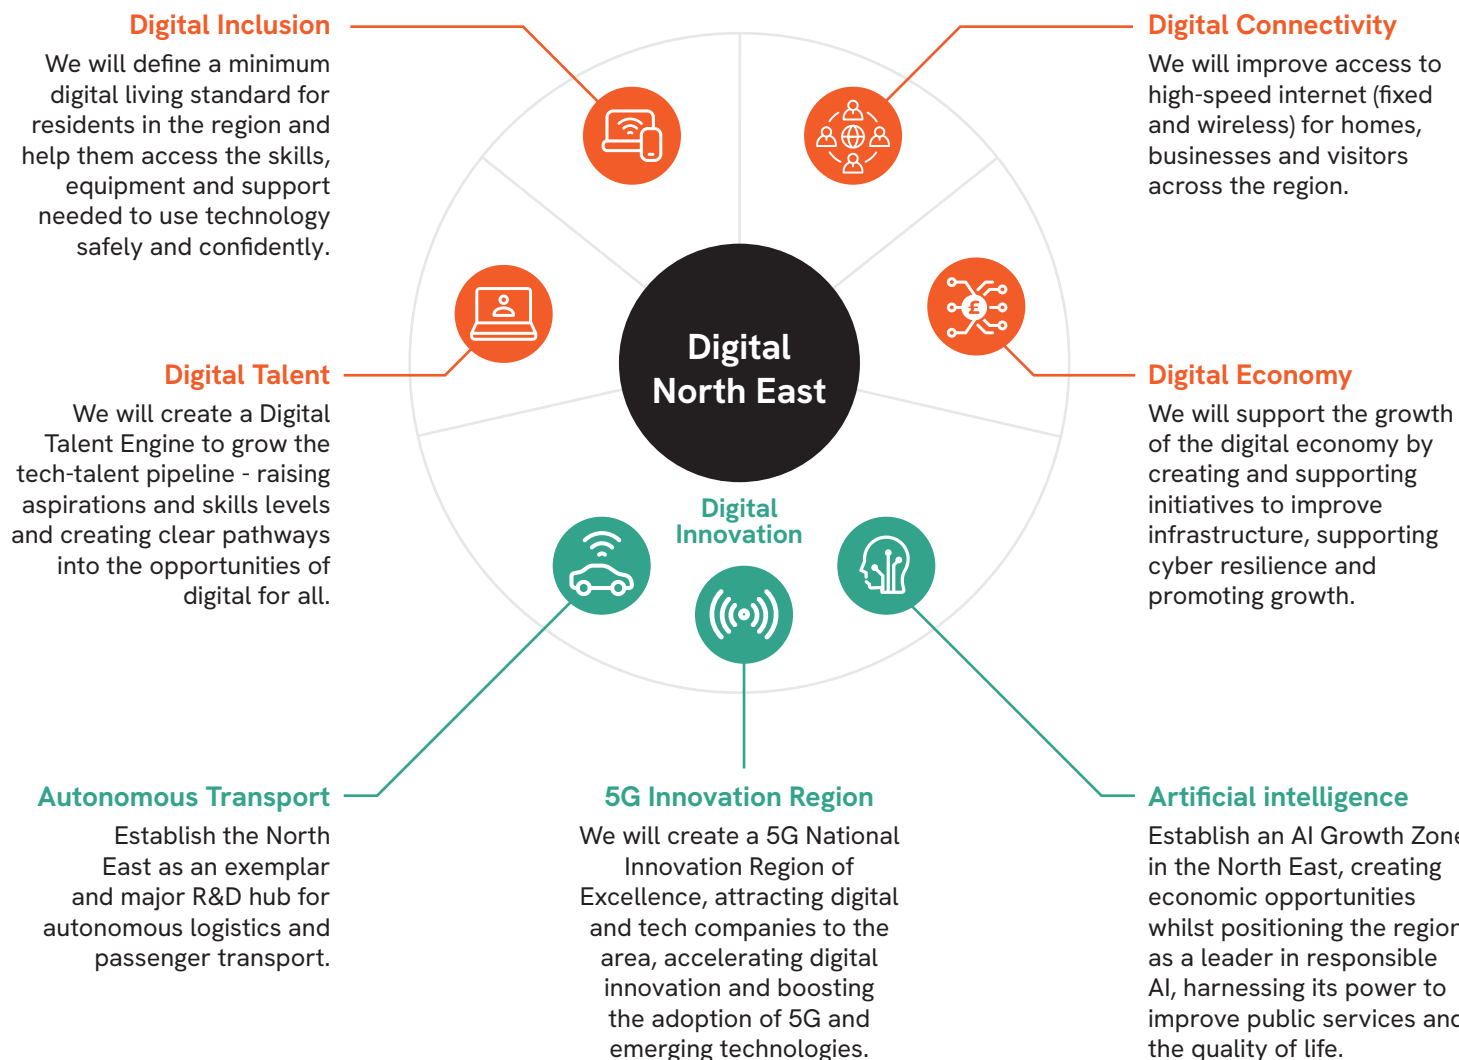 Digital Inclusion
We will define a minimum
digital living standard for
residents in the region and
help them access the skills,
equipment and support
needed to use technology
safely and confidently.
Digital Connectivity
We will improve access to
high-speed internet (fixed
and wireless) for homes,
businesses and visitors
across the region.
Digital
North East
£
Digital Talent
We will create a Digital
Talent Engine to grow the
tech-talent pipeline - raising
aspirations and skills levels
and creating clear pathways
into the opportunities of
digital for all.
Digital Economy
We will support the growth
of the digital economy by
creating and supporting
initiatives to improve
infrastructure, supporting
cyber resilience and
promoting growth.
Digital
Innovation
Autonomous Transport
Establish the North
East as an exemplar
and major R&D hub for
autonomous logistics and
passenger transport.
5G Innovation Region
We will create a 5G National
Innovation Region of
Excellence, attracting digital
and tech companies to the
area, accelerating digital
innovation and boosting
the adoption of 5G and
emerging technologies.
Artificial intelligence
Establish an AI Growth Zone
in the North East, creating
economic opportunities
whilst positioning the region
as a leader in responsible
AI, harnessing its power to
improve public services and
the quality of life.